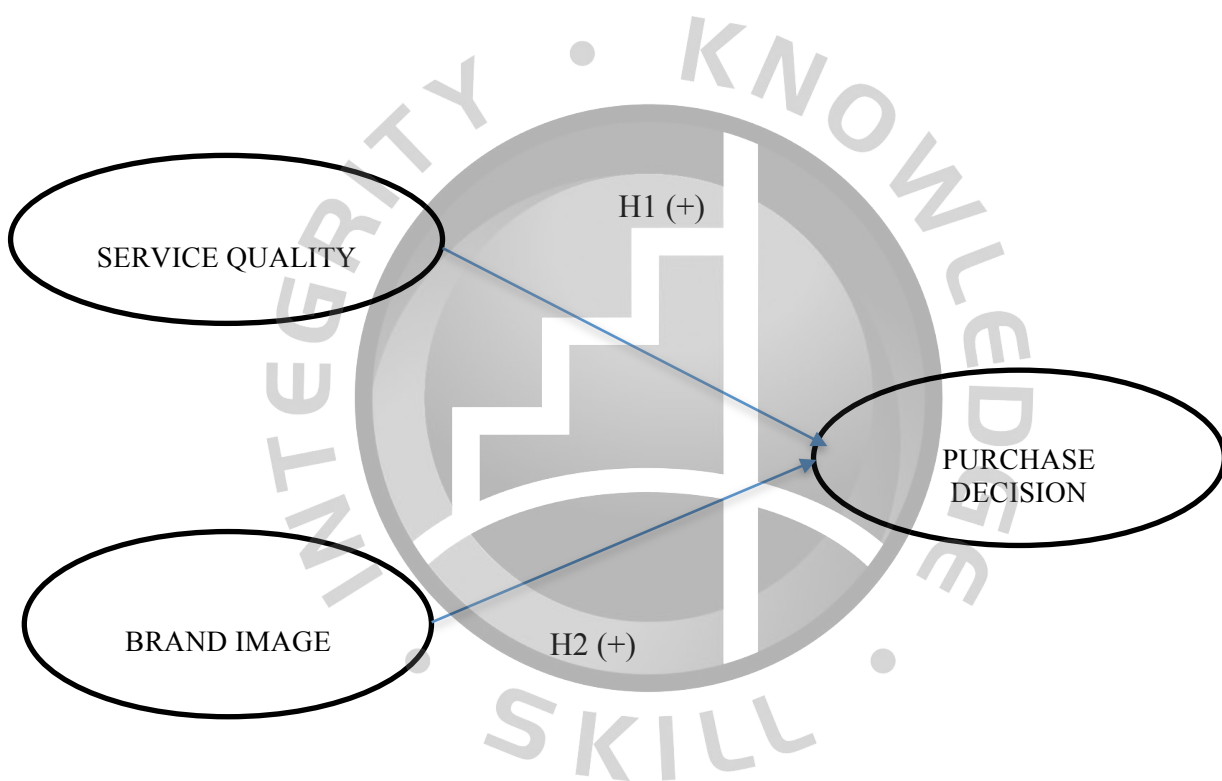 INTEGRITY • KNOWLEDGE • SKILL •
H1 (+)
SERVICE QUALITY
PURCHASE
DECISION
BRAND IMAGE
H2 (+)